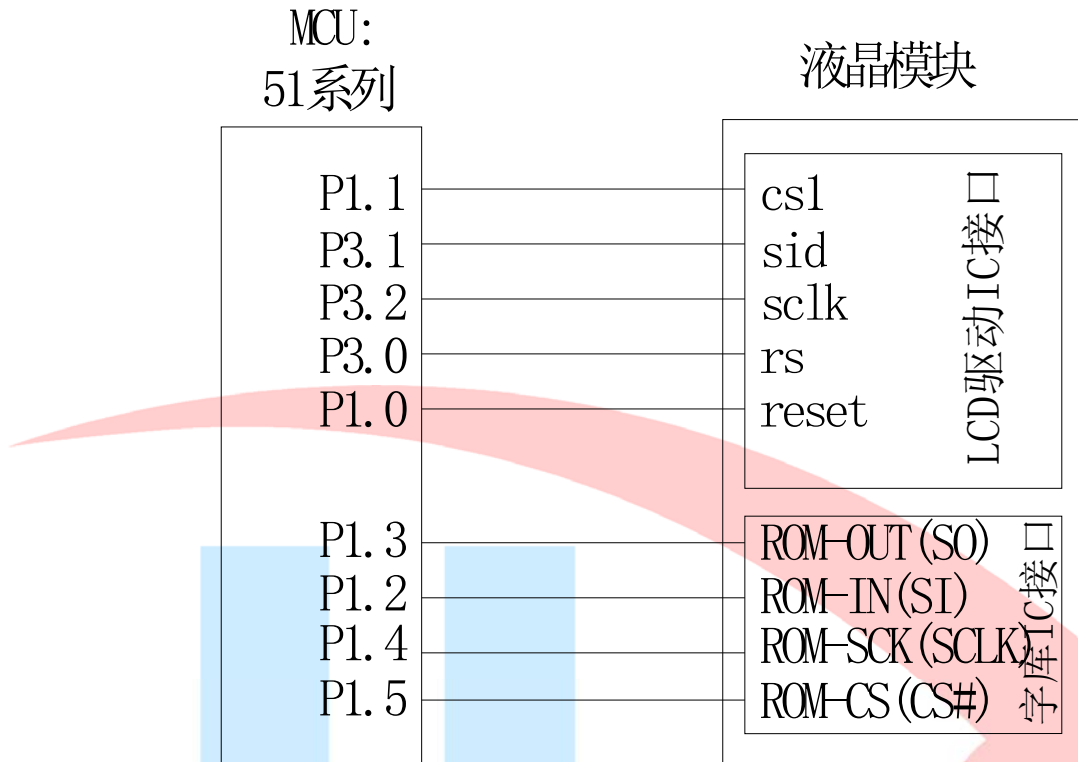 MCU:
51系列
P1.1
P3.1
P3.2
P3.0
P1.0
P1.3
P1.2
P1.4
P1.5
液晶模块
cs1
sid
sclk
rs
reset
LCD驱动IC接口
ROM-OUT(SO)
ROM-IN(SI)
ROM-SCK(SCLK)
ROM-CS(CS#)
字库IC接口